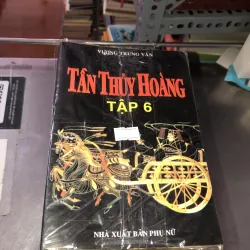 VƯƠNG TRUNG VĂN
TẦN THỦY HOÀNG
TẬP 6
NHÀ XUẤT BẢN PHỤ NỮ